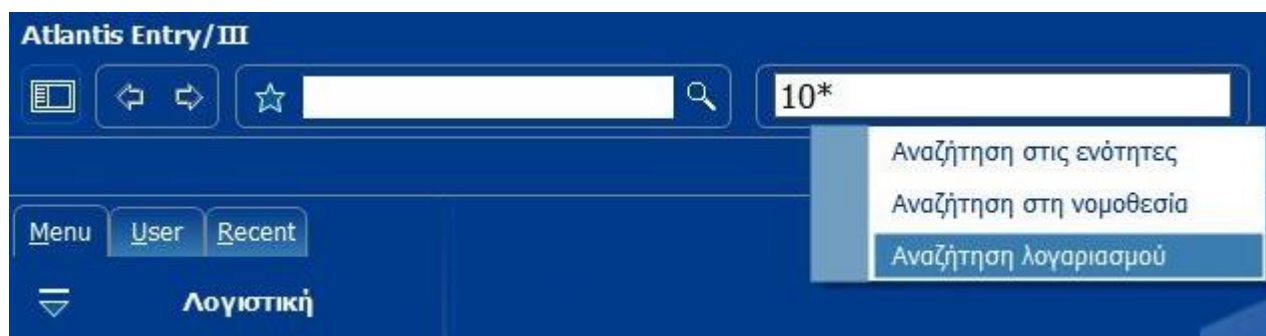 Atlantis Entry/III
10*
Αναζήτηση στις ενότητες
Αναζήτηση στη νομοθεσία
Αναζήτηση λογαριασμού
Menu User Recent
Λογιστική